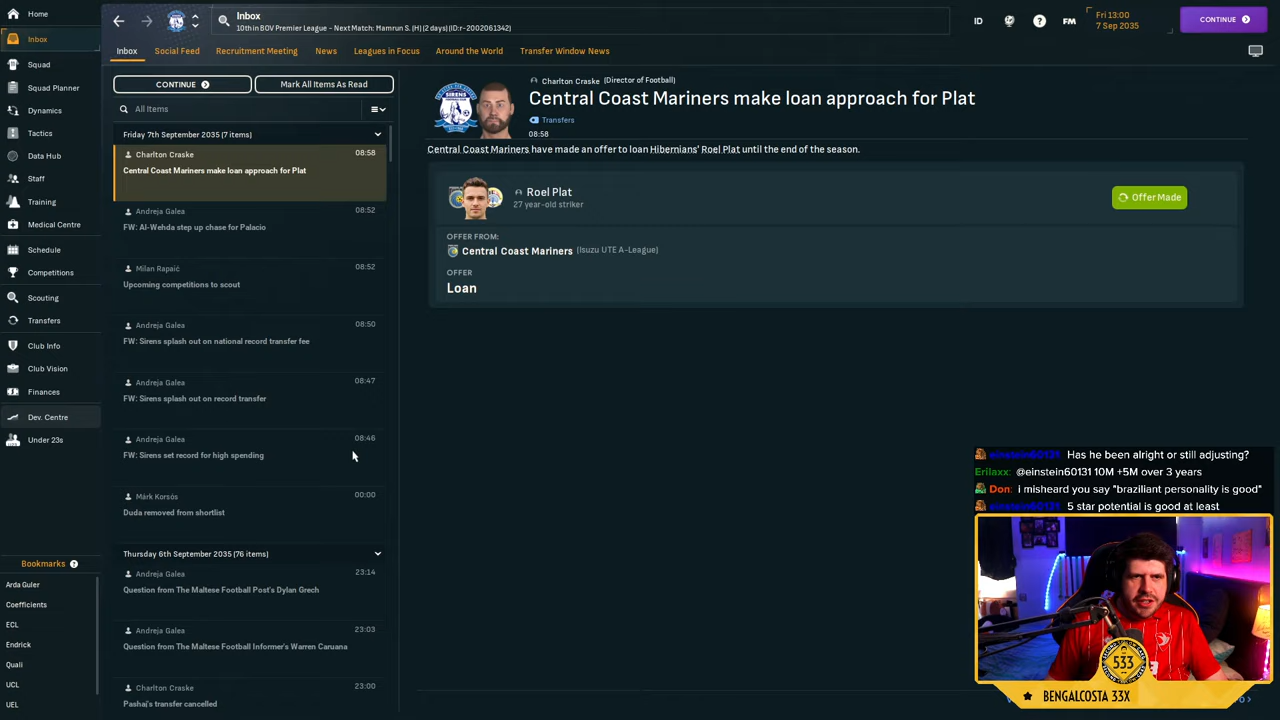 Home
Inbox
10th in BOV Premier League - Next Match: Mamrun S. (H) (2 days) (ID:r-2002061342)
ID
FM
Fri 13:00
7 Sep 2035
CONTINUE
Inbox
Squad
Squad Planner
Dynamics
Tactics
Data Hub
Staff
Training
Medical Centre
Schedule
Competitions
Scouting
Transfers
Club Info
Club Vision
Finances
Dev. Centre
Under 23s
Bookmarks
Arda Guler
Coefficients
ECL
Endrick
Quali
UCL
UEL
Inbox
Social Feed
Recruitment Meeting
News
Leagues in Focus
Around the World
Transfer Window News
CONTINUE
Mark All Items As Read
All Items
Friday 7th September 2035 (7 items)
Charlton Craske 08:58
Central Coast Mariners make loan approach for Plat
Andreja Galea 08:52
FW: Al-Wehda step up chase for Palacio
Milan Rapaić 08:52
Upcoming competitions to scout
Andreja Galea 08:50
FW: Sirens splash out on national record transfer fee
Andreja Galea 08:47
FW: Sirens splash out on record transfer
Andreja Galea 08:46
FW: Sirens set record for high spending
Márk Korsós 00:00
Duda removed from shortlist
Thursday 6th September 2035 (76 items)
Andreja Galea 23:14
Question from The Maltese Football Post's Dylan Grech
Andreja Galea 23:03
Question from The Maltese Football Informer's Warren Caruana
Charlton Craske 23:00
Pashaj's transfer cancelled
SIRENS
Charlton Craske (Director of Football)
Central Coast Mariners make loan approach for Plat
Transfers
08:58
Central Coast Mariners have made an offer to loan Hibernians' Roel Plat until the end of the season.
Roel Plat
27 year-old striker
Offer Made
OFFER FROM:
Central Coast Mariners (Isuzu UTE A-League)
OFFER
Loan
einstein60131 Has he been alright or still adjusting?
Erilaxx: @einstein60131 10M +5M over 3 years
Don: i misheard you say "braziliant personality is good"
einstein60131 5 star potential is good at least
533
BENGALCOSTA 33X